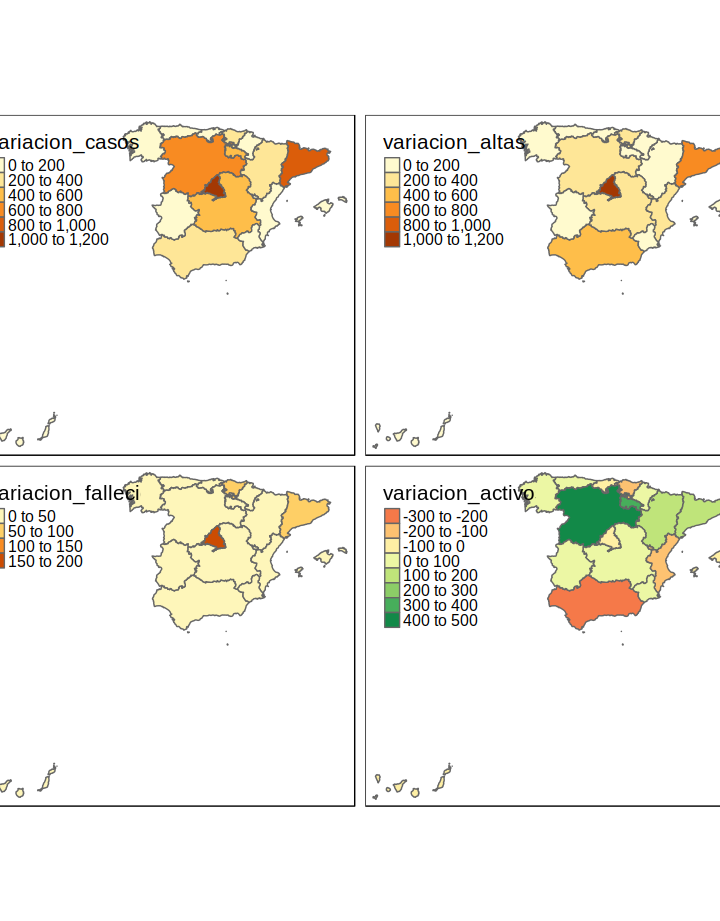 ariacion_casos
0 to 200
200 to 400
400 to 600
600 to 800
800 to 1,000
1,000 to 1,200
variacion_altas
0 to 200
200 to 400
400 to 600
600 to 800
800 to 1,000
1,000 to 1,200
ariacion_falleci
0 to 50
50 to 100
100 to 150
150 to 200
variacion_activo
-300 to -200
-200 to -100
-100 to 0
0 to 100
100 to 200
200 to 300
300 to 400
400 to 500